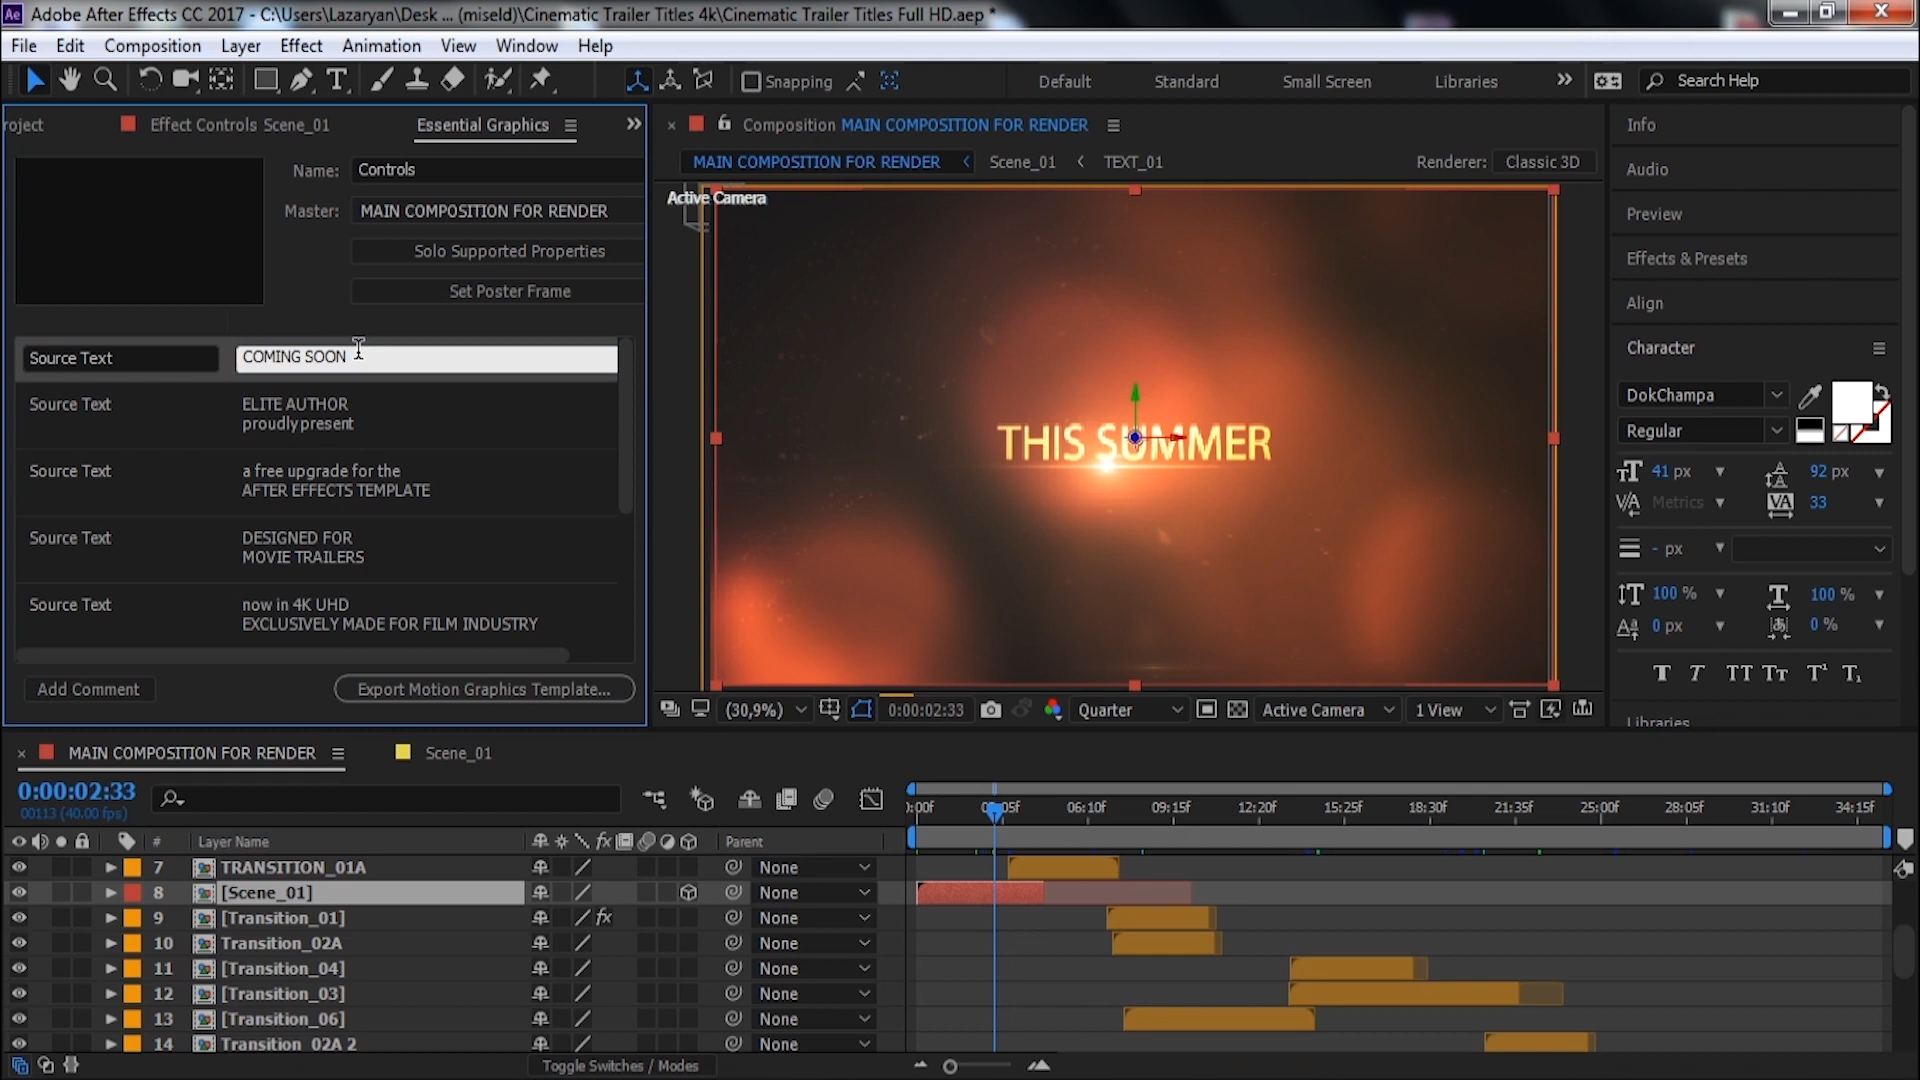 Ae Adobe After Effects CC 2017 - C:\Users\Lazaryan\Desk ... (miseld)\Cinematic Trailer Titles 4k\Cinematic Trailer Titles Full HD.aep *
File Edit Composition Layer Effect Animation View Window Help
Snapping Default Standard Small Screen Libraries Search Help
roject Effect Controls Scene_01 Essential Graphics
Name: Controls
Master: MAIN COMPOSITION FOR RENDER
Solo Supported Properties
Set Poster Frame
Source Text COMING SOON
Source Text ELITE AUTHOR
proudly present
Source Text a free upgrade for the
AFTER EFFECTS TEMPLATE
Source Text DESIGNED FOR
MOVIE TRAILERS
Source Text now in 4K UHD
EXCLUSIVELY MADE FOR FILM INDUSTRY
Add Comment Export Motion Graphics Template...
Composition MAIN COMPOSITION FOR RENDER
MAIN COMPOSITION FOR RENDER Scene_01 TEXT_01 Renderer: Classic 3D
Active Camera
THIS SUMMER
(30,9%) 0:00:02:33 Quarter Active Camera 1 View
Info
Audio
Preview
Effects & Presets
Align
Character
DokChampa
Regular
41 px 92 px
Metrics 33
- px
100 % 100 %
0 px 0 %
Libraries
MAIN COMPOSITION FOR RENDER Scene_01
0:00:02:33
00113 (40.00 fps)
:00f 06:10f 09:15f 12:20f 15:25f 18:30f 21:35f 25:00f 28:05f 31:10f 34:15f
# Layer Name Parent
7 TRANSITION_01A None
8 [Scene_01] None
9 [Transition_01] None
10 Transition_02A None
11 [Transition_04] None
12 [Transition_03] None
13 [Transition_06] None
14 Transition_02A 2 None
Toggle Switches / Modes